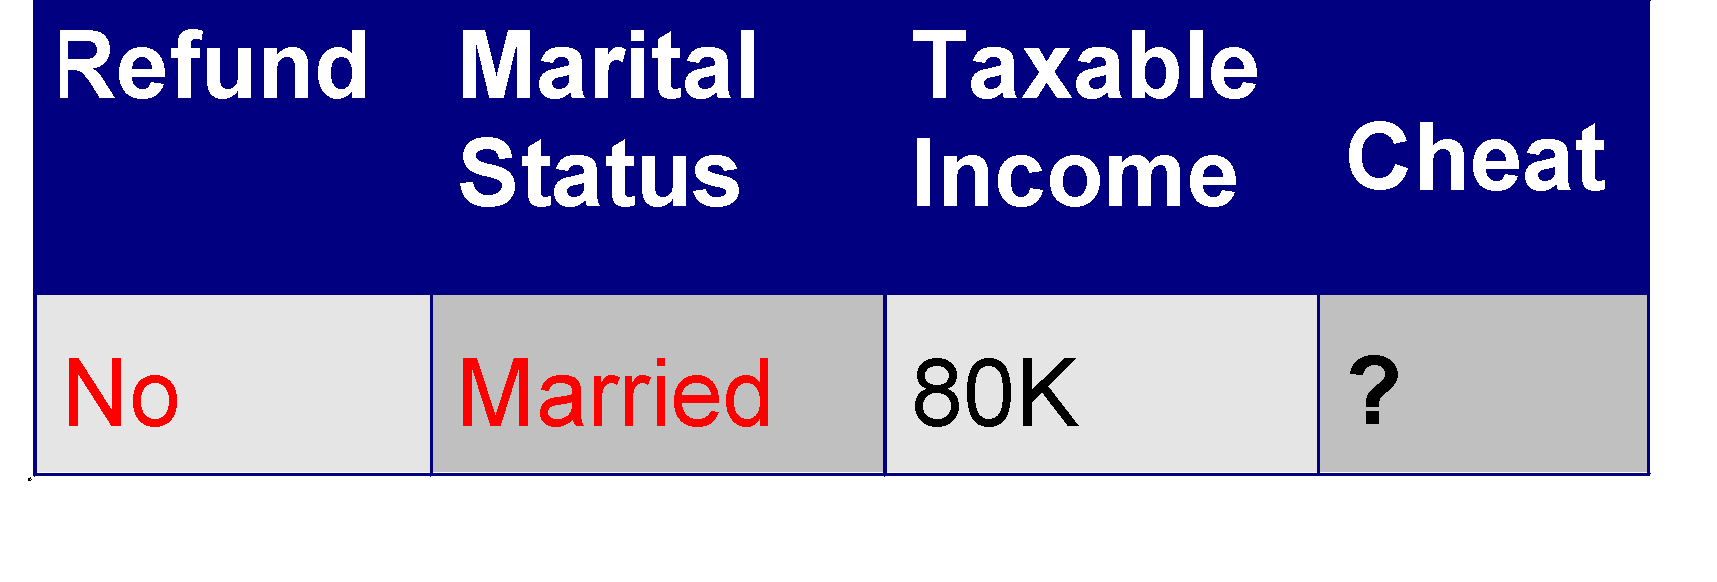 Refund
Marital
Status
Taxable
Income
Cheat
No
Married
80K
?